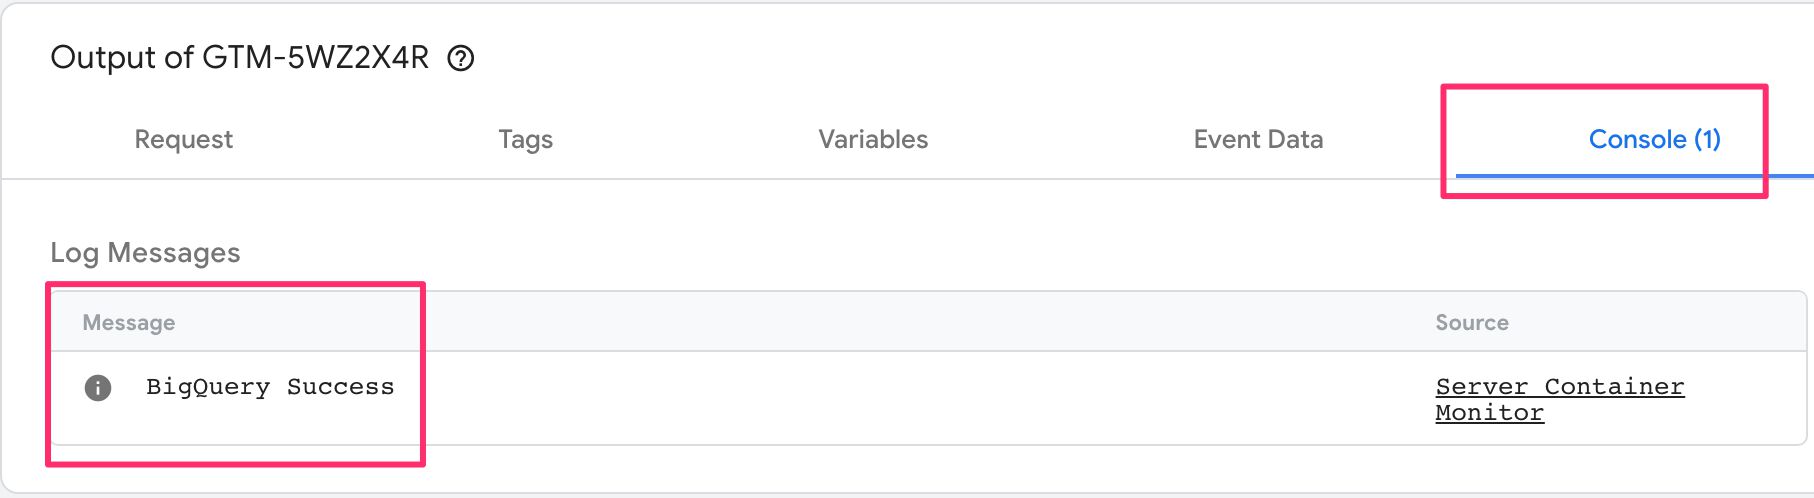 Output of GTM-5WZ2X4R
Request Tags Variables Event Data Console (1)
Log Messages
Message Source
BigQuery Success Server Container
Monitor